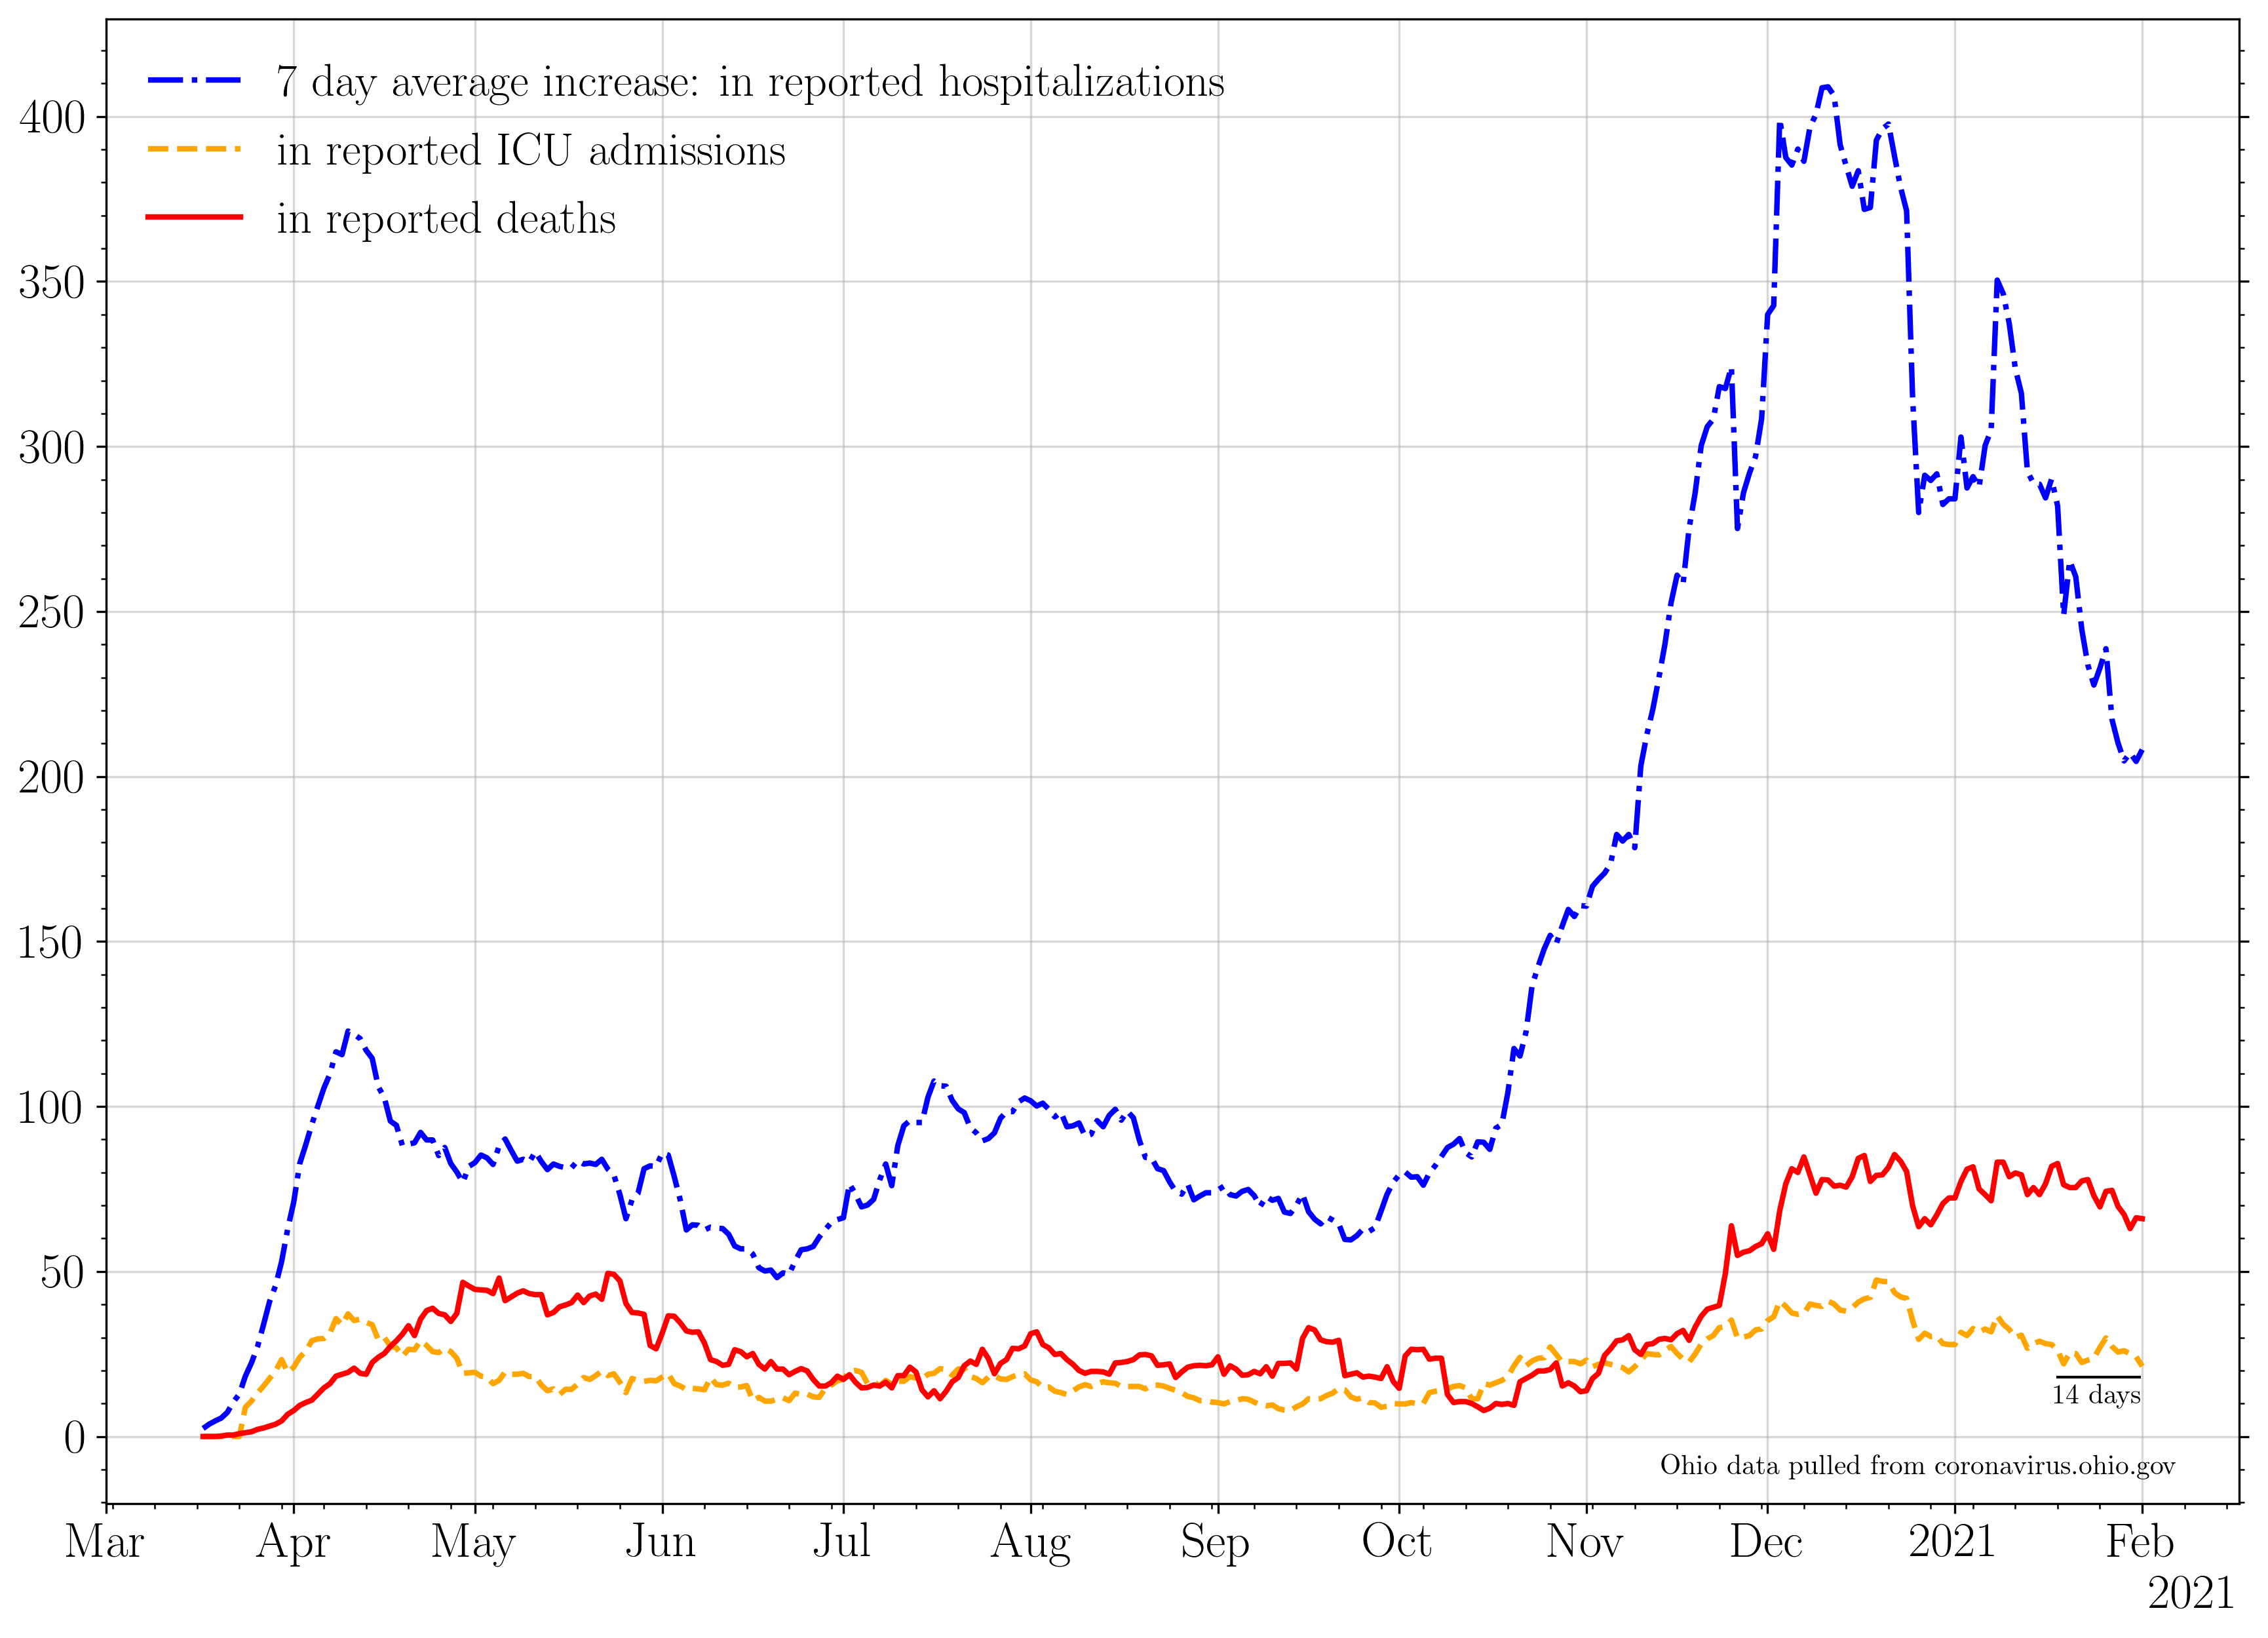 7 day average increase: in reported hospitalizations
in reported ICU admissions
in reported deaths
400
350
300
250
200
150
100
50
0
14 days
Ohio data pulled from coronavirus.ohio.gov
Mar Apr May Jun Jul Aug Sep Oct Nov Dec 2021 Feb
2021